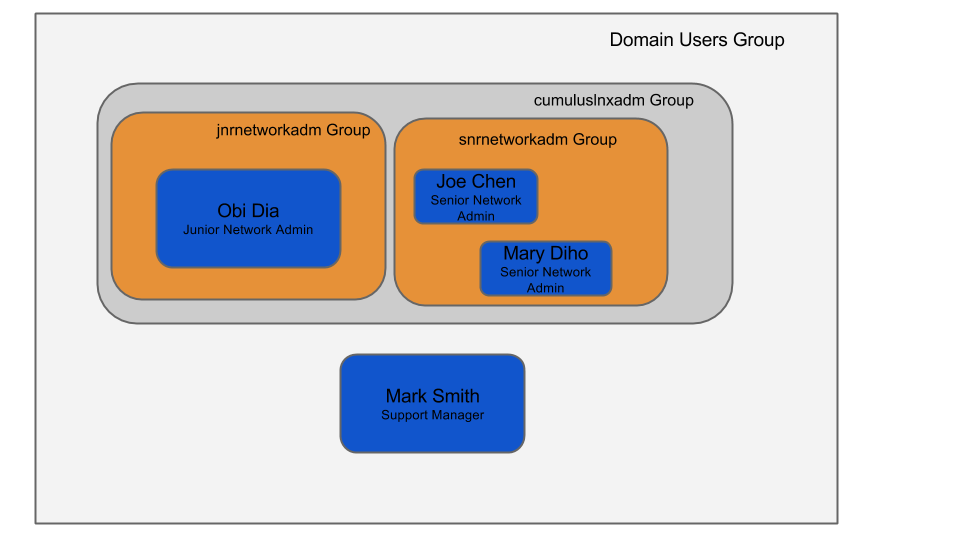 Domain Users Group
cumuluslnxadm Group
jnrnetworkadm Group
snrnetworkadm Group
Obi Dia
Junior Network Admin
Joe Chen
Senior Network
Admin
Mary Diho
Senior Network
Admin
Mark Smith
Support Manager